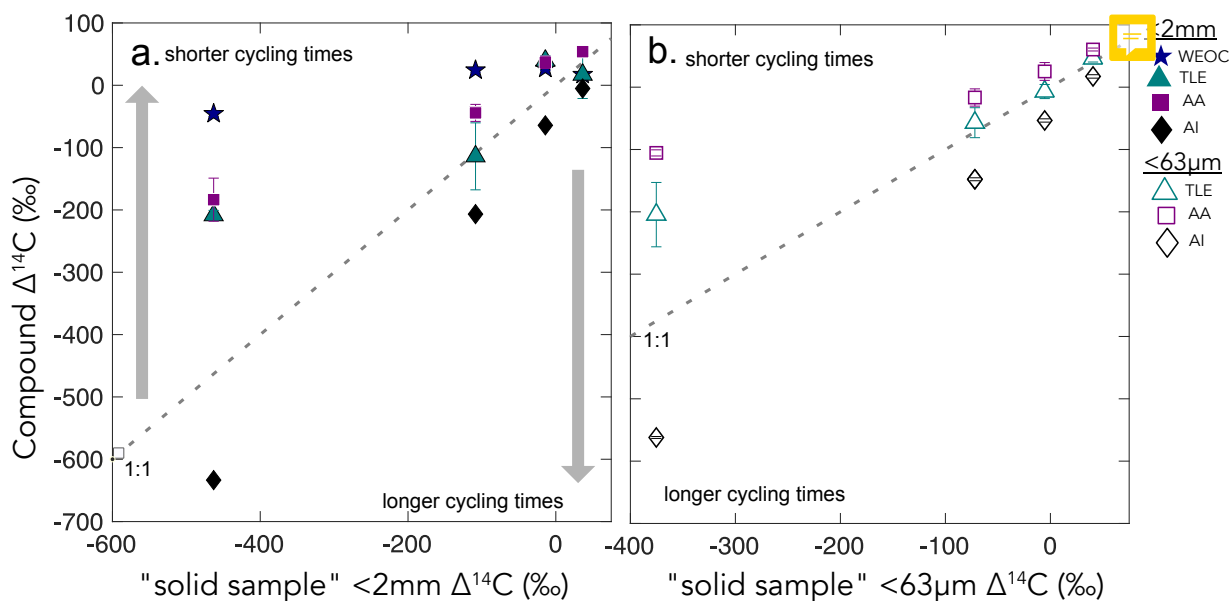 a.
shorter cycling times
100
0
-100
-200
-300
-400
-500
-600
-700
Compound Δ¹⁴C (‰)
1:1
longer cycling times
-600
-400
-200
0
"solid sample" <2mm Δ¹⁴C (‰)
b.
shorter cycling times
1:1
longer cycling times
-400
-300
-200
-100
0
"solid sample" <63μm Δ¹⁴C (‰)
<2mm
WEOC
TLE
AA
AI
<63μm
TLE
AA
AI